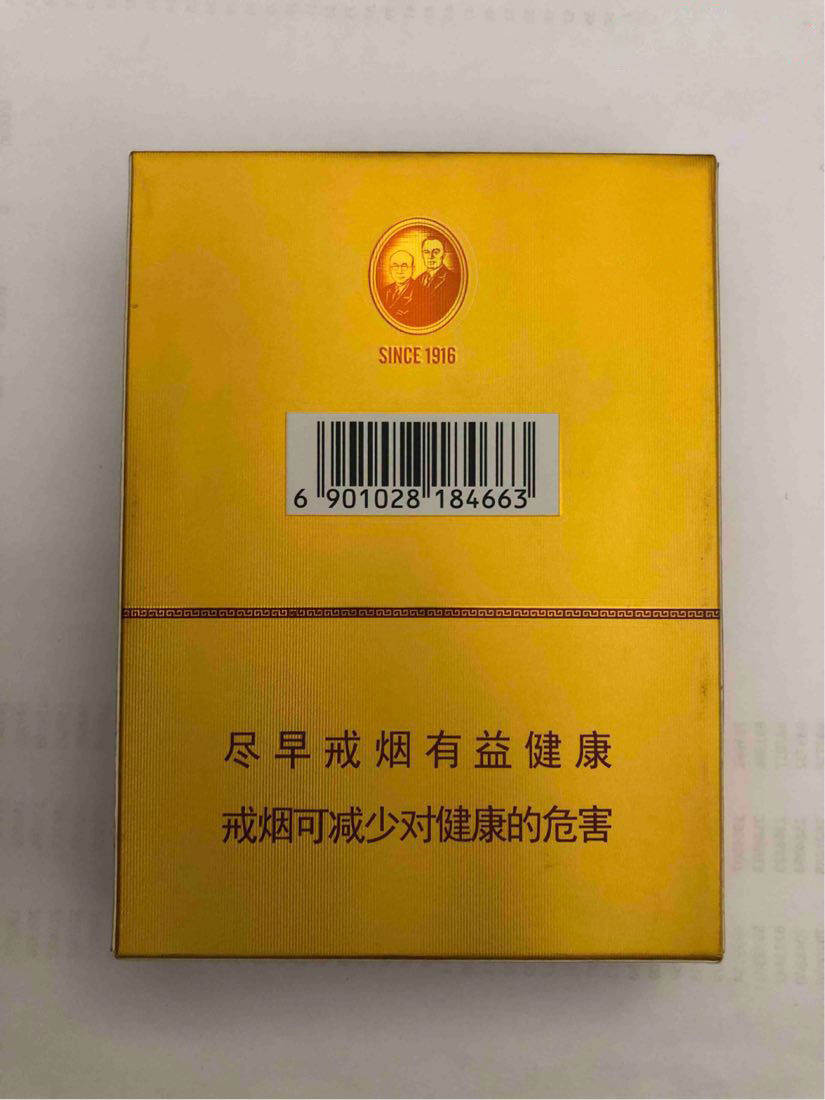 SINCE 1916
6 901028 184663
尽早戒烟有益健康
戒烟可减少对健康的危害